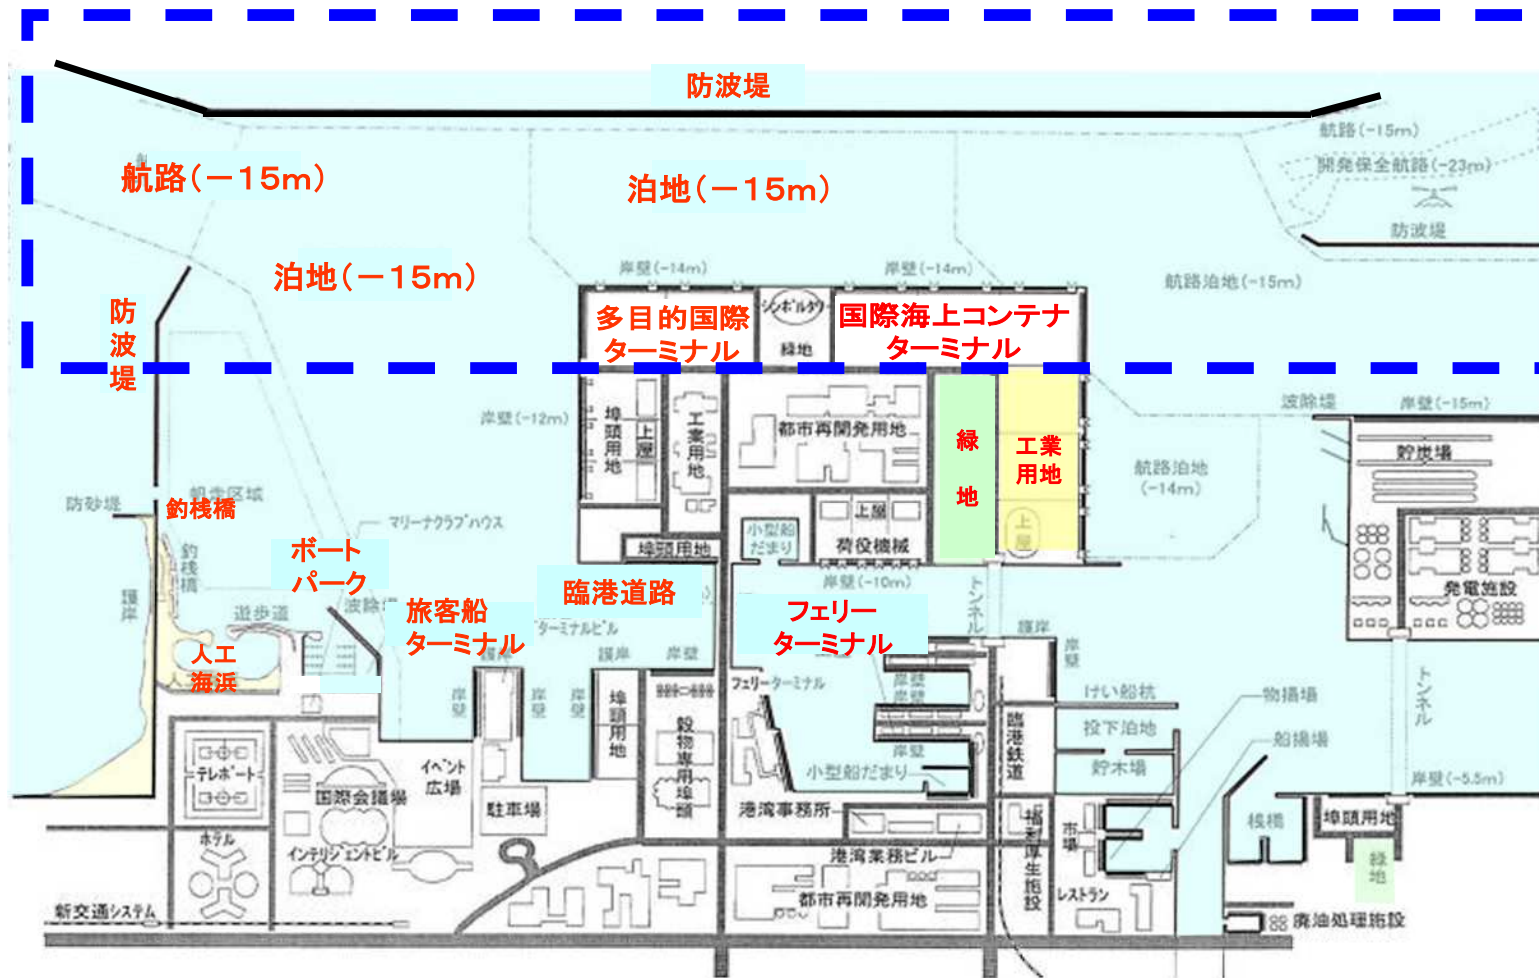 防波堤
航路(-15m)
開発保全航路(-23m)
防波堤
航路(－15m)
泊地(－15m)
泊地(－15m)
岸壁(-14m)
岸壁(-14m)
航路泊地(-15m)
防
波
堤
多目的国際
ターミナル
シンボルタワー
緑地
国際海上コンテナ
ターミナル
岸壁(-12m)
埠頭用地
上屋
工業用地
都市再開発用地
緑
地
工業
用地
上屋
航路泊地
(-14m)
波除堤
岸壁(-15m)
貯炭場
発電施設
防砂堤
釣桟橋
マリーナクラブハウス
釣桟橋
護岸
ボート
パーク
遊歩道
波除堤
人工
海浜
旅客船
ターミナル
ターミナルビル
臨港道路
埠頭用地
小型船
だまり
上屋
荷役機械
岸壁(-10m)
フェリー
ターミナル
トンネル
護岸
岸壁
護岸
護岸
岸壁
岸壁
岸壁
岸壁
埠頭用地
穀物専用埠頭
フェリーターミナル
岸壁
岸壁
岸壁
小型船だまり
臨港鉄道
けい船杭
投下泊地
貯木場
物揚場
船揚場
トンネル
岸壁(-5.5m)
テレポート
国際会議場
イベント
広場
駐車場
港湾事務所
港湾業務ビル
福利厚生施設
市場
桟橋
埠頭用地
緑地
ホテル
インテリジェントビル
都市再開発用地
レストラン
新交通システム
廃油処理施設